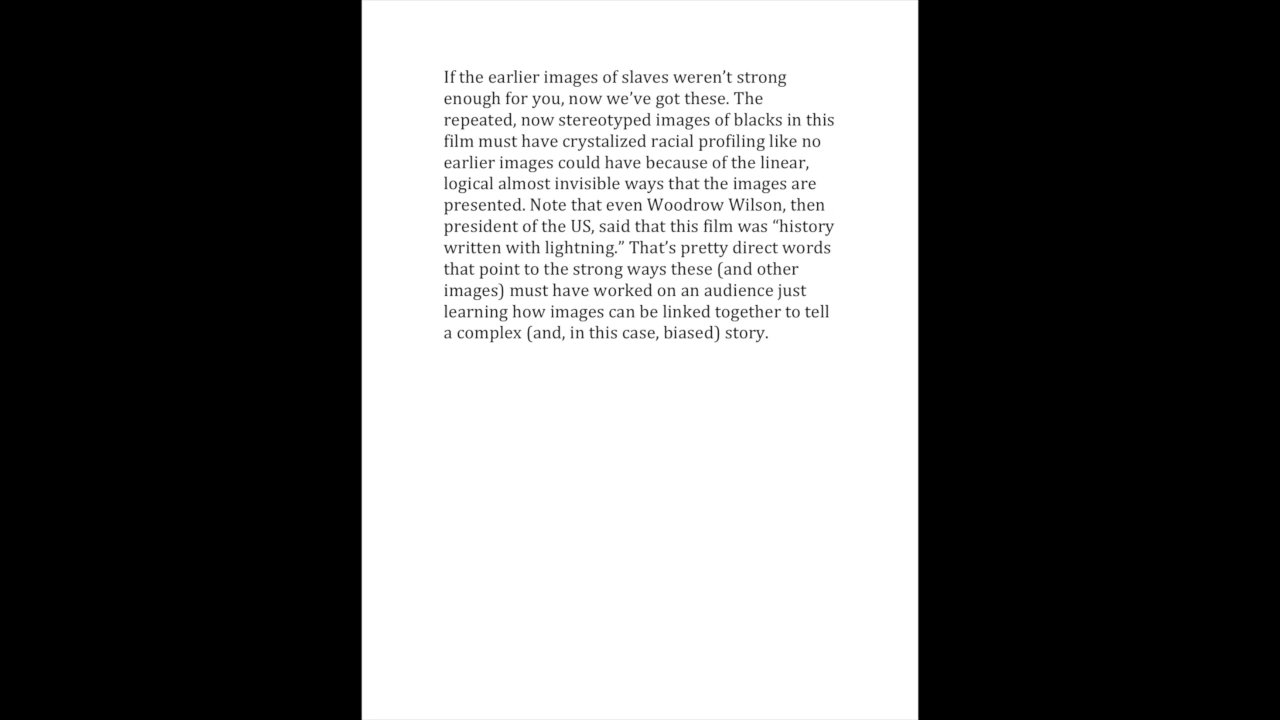 If the earlier images of slaves weren’t strong
enough for you, now we’ve got these. The
repeated, now stereotyped images of blacks in this
film must have crystalized racial profiling like no
earlier images could have because of the linear,
logical almost invisible ways that the images are
presented. Note that even Woodrow Wilson, then
president of the US, said that this film was “history
written with lightning.” That’s pretty direct words
that point to the strong ways these (and other
images) must have worked on an audience just
learning how images can be linked together to tell
a complex (and, in this case, biased) story.